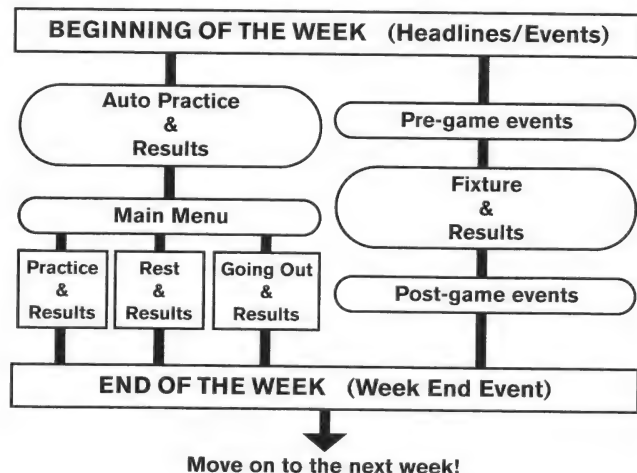 BEGINNING OF THE WEEK (Headlines/Events)
Auto Practice
&
Results
Main Menu
Practice
&
Results
Rest
&
Results
Going Out
&
Results
Pre-game events
Fixture
&
Results
Post-game events
END OF THE WEEK (Week End Event)
Move on to the next week!